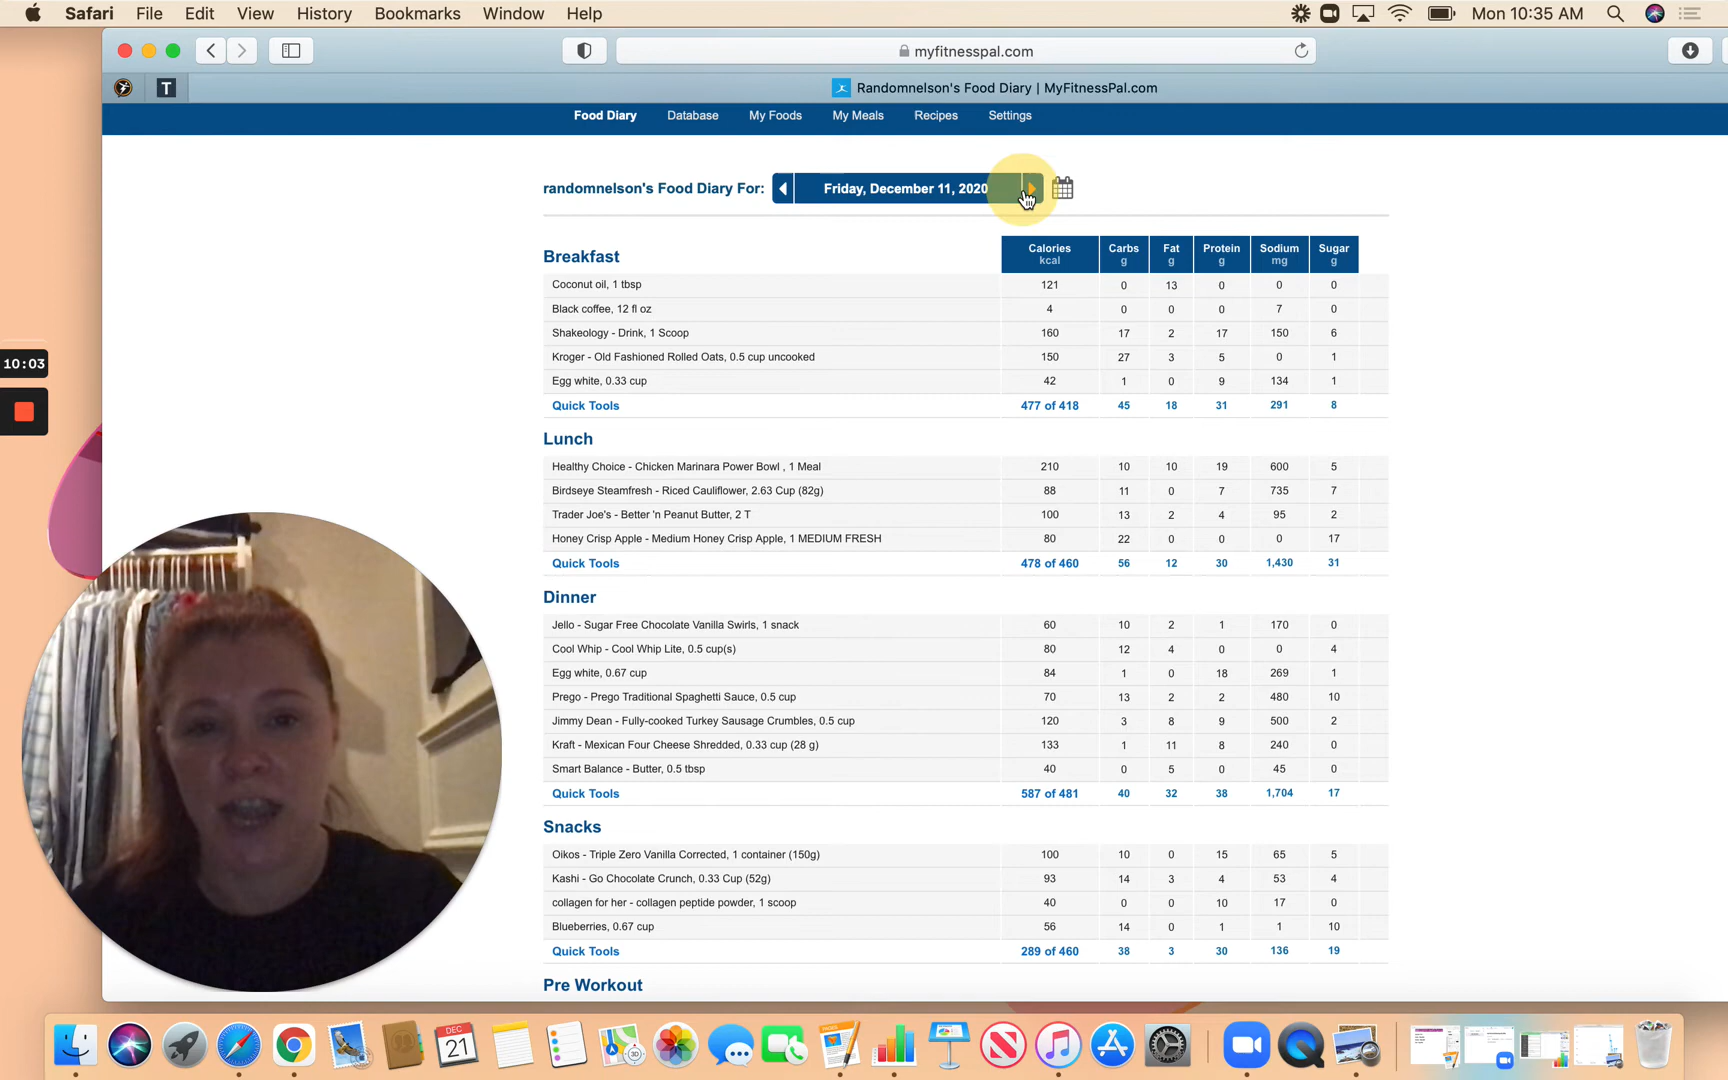 Safari File Edit View History Bookmarks Window Help Mon 10:35 AM
myfitnesspal.com
T Randomnelson's Food Diary | MyFitnessPal.com
Food Diary Database My Foods My Meals Recipes Settings
randomnelson's Food Diary For: Friday, December 11, 2020
Breakfast Calories kcal Carbs g Fat g Protein g Sodium mg Sugar g
Coconut oil, 1 tbsp 121 0 13 0 0 0
Black coffee, 12 fl oz 4 0 0 0 7 0
Shakeology - Drink, 1 Scoop 160 17 2 17 150 6
10:03
Kroger - Old Fashioned Rolled Oats, 0.5 cup uncooked 150 27 3 5 0 1
Egg white, 0.33 cup 42 1 0 9 134 1
Quick Tools 477 of 418 45 18 31 291 8
Lunch
Healthy Choice - Chicken Marinara Power Bowl , 1 Meal 210 10 10 19 600 5
Birdseye Steamfresh - Riced Cauliflower, 2.63 Cup (82g) 88 11 0 7 735 7
Trader Joe's - Better 'n Peanut Butter, 2 T 100 13 2 4 95 2
Honey Crisp Apple - Medium Honey Crisp Apple, 1 MEDIUM FRESH 80 22 0 0 0 17
Quick Tools 478 of 460 56 12 30 1,430 31
Dinner
Jello - Sugar Free Chocolate Vanilla Swirls, 1 snack 60 10 2 1 170 0
Cool Whip - Cool Whip Lite, 0.5 cup(s) 80 12 4 0 0 4
Egg white, 0.67 cup 84 1 0 18 269 1
Prego - Prego Traditional Spaghetti Sauce, 0.5 cup 70 13 2 2 480 10
Jimmy Dean - Fully-cooked Turkey Sausage Crumbles, 0.5 cup 120 3 8 9 500 2
Kraft - Mexican Four Cheese Shredded, 0.33 cup (28 g) 133 1 11 8 240 0
Smart Balance - Butter, 0.5 tbsp 40 0 5 0 45 0
Quick Tools 587 of 481 40 32 38 1,704 17
Snacks
Oikos - Triple Zero Vanilla Corrected, 1 container (150g) 100 10 0 15 65 5
Kashi - Go Chocolate Crunch, 0.33 Cup (52g) 93 14 3 4 53 4
collagen for her - collagen peptide powder, 1 scoop 40 0 0 10 17 0
Blueberries, 0.67 cup 56 14 0 1 1 10
Quick Tools 289 of 460 38 3 30 136 19
Pre Workout
DEC
21